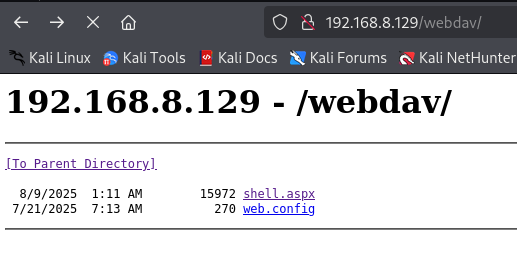 192.168.8.129/webdav/
Kali Linux Kali Tools Kali Docs Kali Forums Kali NetHunter
192.168.8.129 - /webdav/
[To Parent Directory]
8/9/2025 1:11 AM 15972 shell.aspx
7/21/2025 7:13 AM 270 web.config